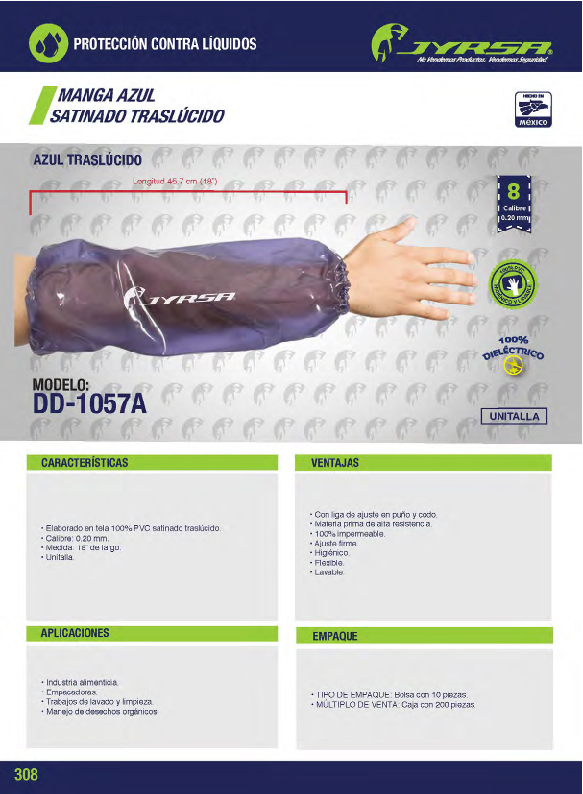 PROTECCIÓN CONTRA LÍQUIDOS
JYRSA®
No Vendemos Productos. Vendemos Seguridad.
MANGA AZUL
SATINADO TRASLÚCIDO
HECHO EN
MÉXICO
AZUL TRASLÚCIDO
Longitud 45.7 cm (18")
8
Calibre
0.20 mm
100% PVC
HIGIÉNICO Y LAVABLE
JYRSA
100%
DIELÉCTRICO
MODELO:
DD-1057A
UNITALLA
CARACTERÍSTICAS
• Elaborado en tela 100% PVC satinado traslúcido.
• Calibre: 0.20 mm.
• Medida: 18" de largo.
• Unitalla.
VENTAJAS
• Con liga de ajuste en puño y codo.
• Materia prima de alta resistencia.
• 100% impermeable.
• Ajuste firme.
• Higiénico.
• Flexible.
• Lavable.
APLICACIONES
• Industria alimenticia.
• Empacadoras.
• Trabajos de lavado y limpieza.
• Manejo de desechos orgánicos
EMPAQUE
• TIPO DE EMPAQUE: Bolsa con 10 piezas.
• MÚLTIPLO DE VENTA: Caja con 200 piezas.
308